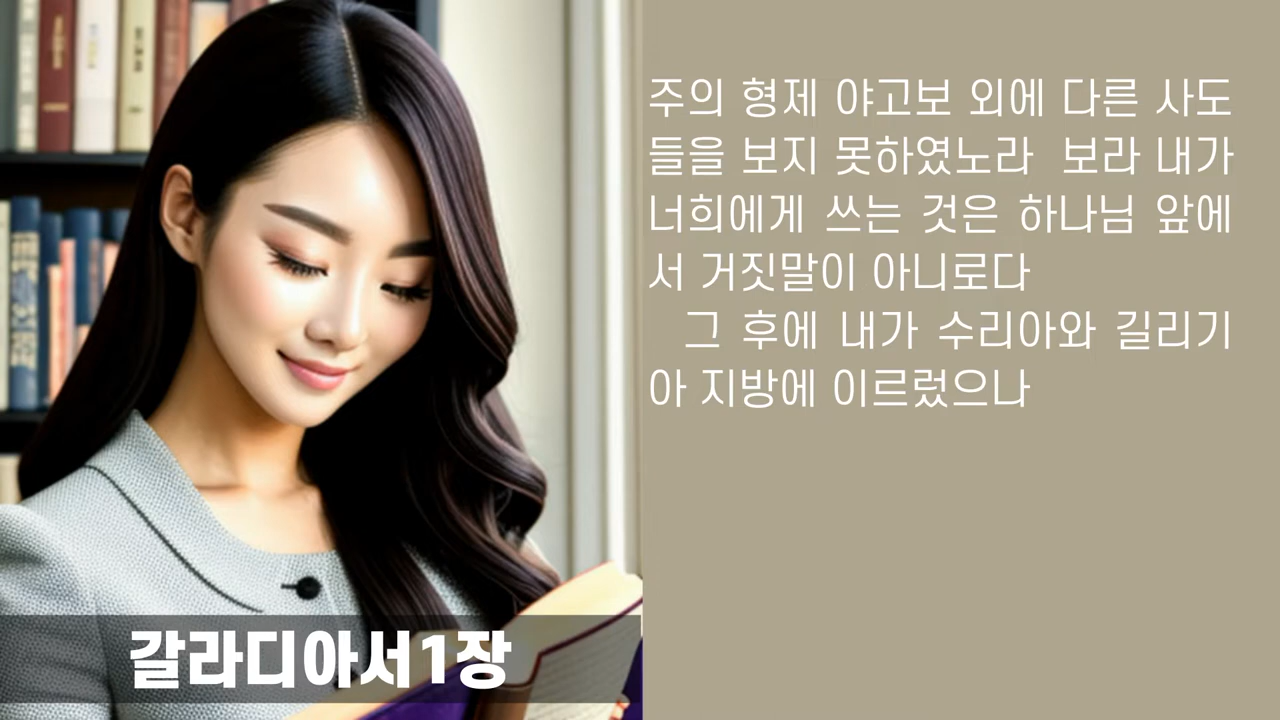 주의 형제 야고보 외에 다른 사도
들을 보지 못하였노라 보라 내가
너희에게 쓰는 것은 하나님 앞에
서 거짓말이 아니로다
그 후에 내가 수리아와 길리기
아 지방에 이르렀으나
갈라디아서1장